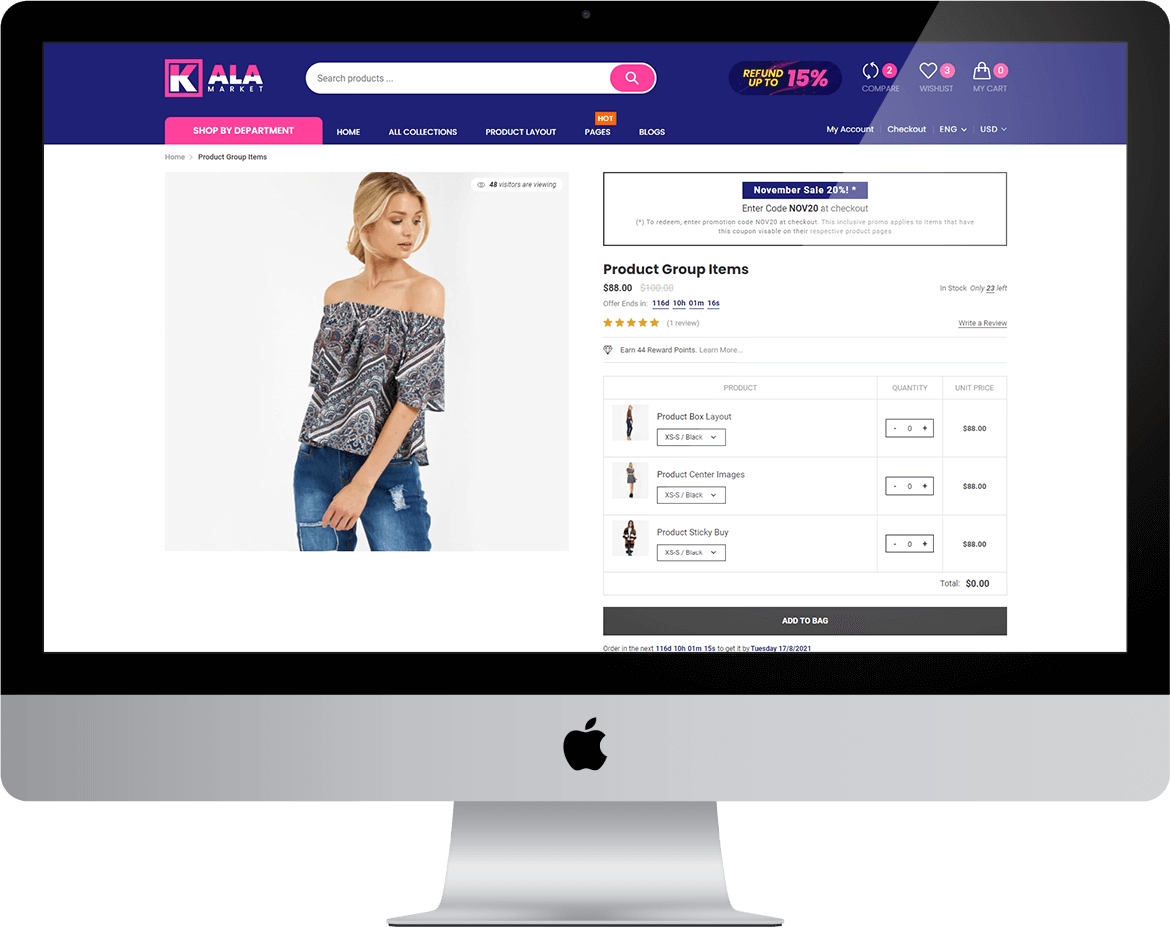 K ALA
MARKET
Search products ...
REFUND
UP TO 15%
2
COMPARE
3
WISHLIST
0
MY CART
SHOP BY DEPARTMENT
HOME
ALL COLLECTIONS
PRODUCT LAYOUT
HOT
PAGES
BLOGS
My Account
Checkout
ENG
USD
Home > Product Group Items
48 visitors are viewing
November Sale 20%! *
Enter Code NOV20 at checkout
(*) To redeem, enter promotion code NOV20 at checkout. This inclusive promo applies to items that have
this coupon visable on their respective product pages
Product Group Items
$88.00 $100.00
In Stock Only 23 left
Offer Ends in: 116d 10h 01m 16s
(1 review)
Write a Review
Earn 44 Reward Points. Learn More...
PRODUCT QUANTITY UNIT PRICE
Product Box Layout
XS-S / Black
- 0 +
$88.00
Product Center Images
XS-S / Black
- 0 +
$88.00
Product Sticky Buy
XS-S / Black
- 0 +
$88.00
Total: $0.00
ADD TO BAG
Order in the next 116d 10h 01m 15s to get it by Tuesday 17/8/2021